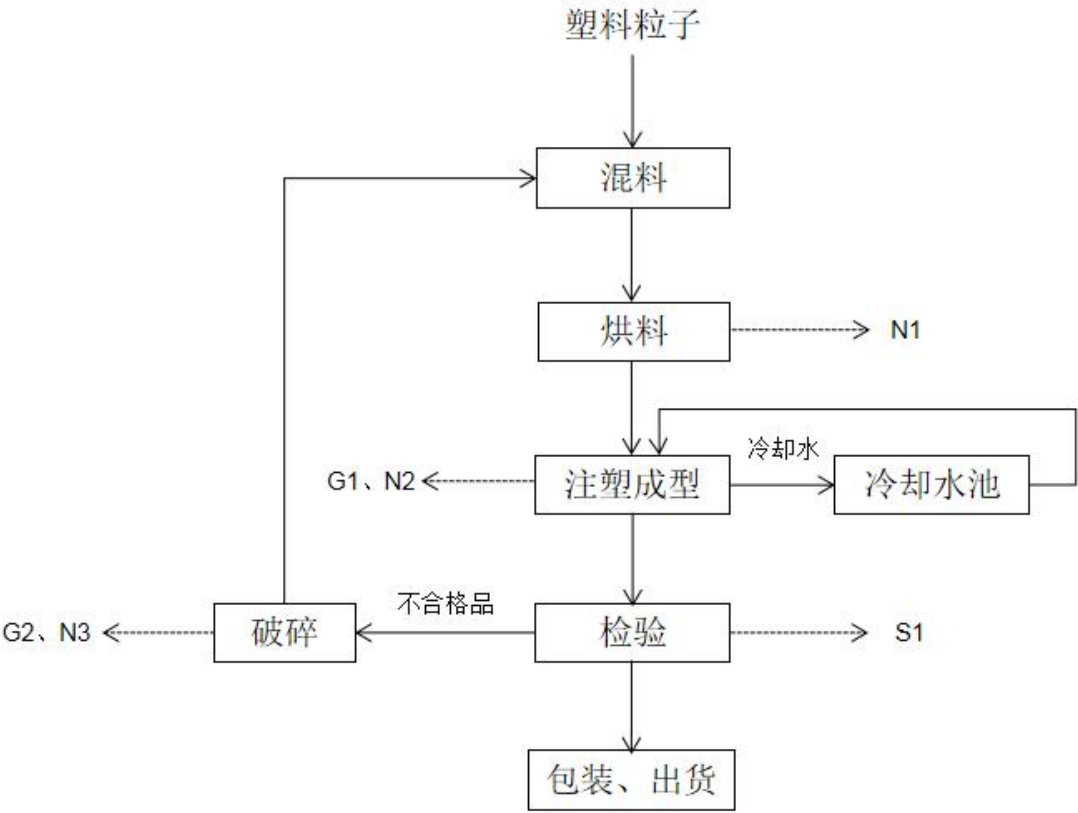 塑料粒子
混料
烘料
N1
冷却水
G1、N2
注塑成型
冷却水池
不合格品
G2、N3
破碎
检验
S1
包装、出货